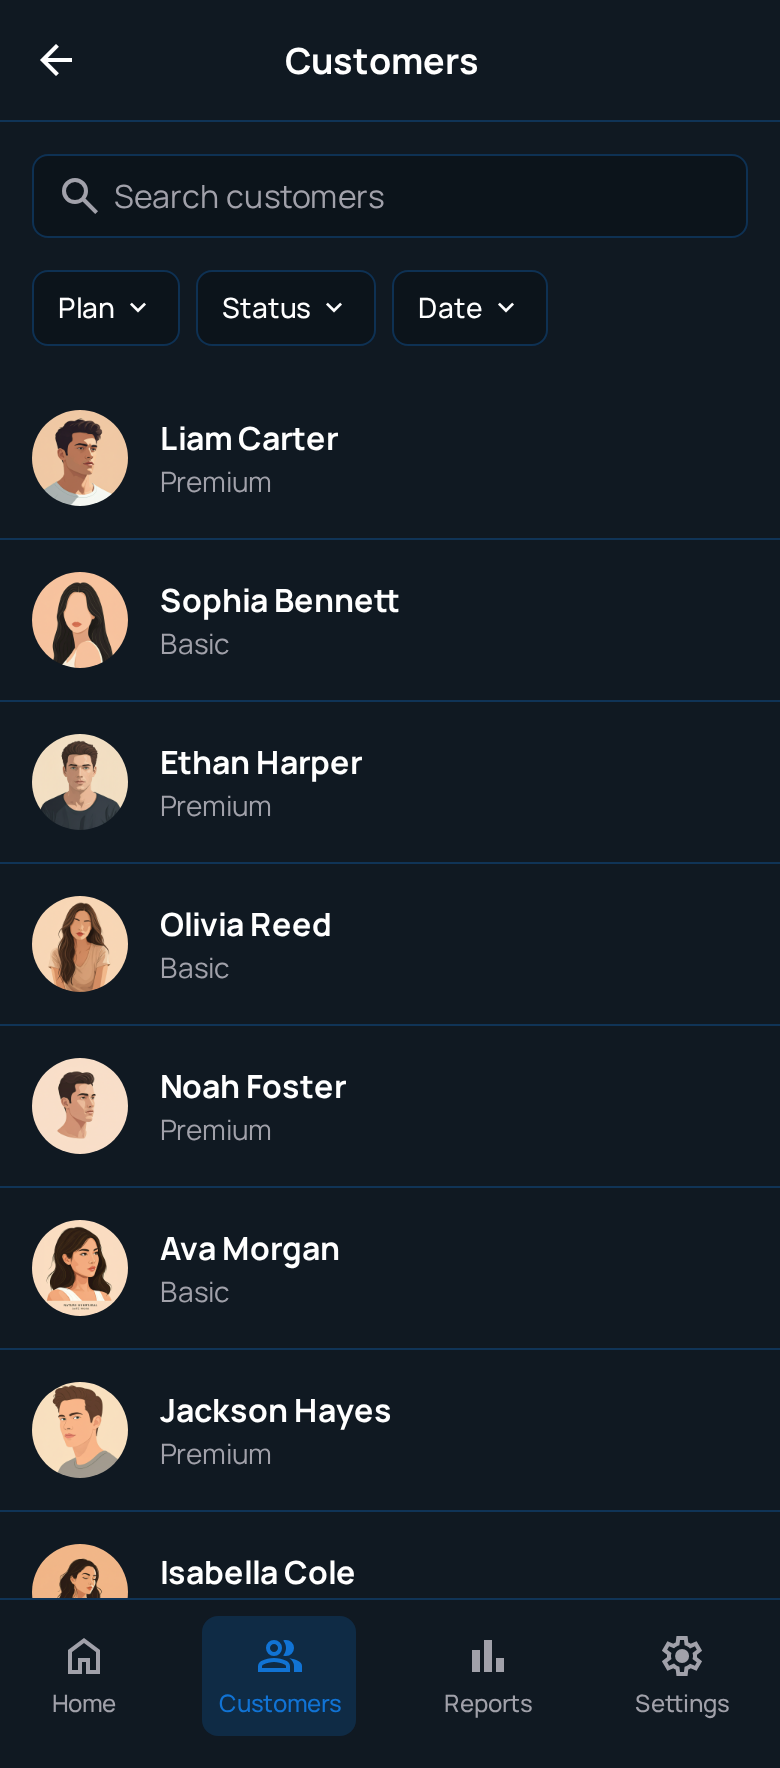 Customers
Search customers
Plan Status Date
Liam Carter
Premium
Sophia Bennett
Basic
Ethan Harper
Premium
Olivia Reed
Basic
Noah Foster
Premium
Ava Morgan
Basic
Jackson Hayes
Premium
Isabella Cole
Home Customers Reports Settings